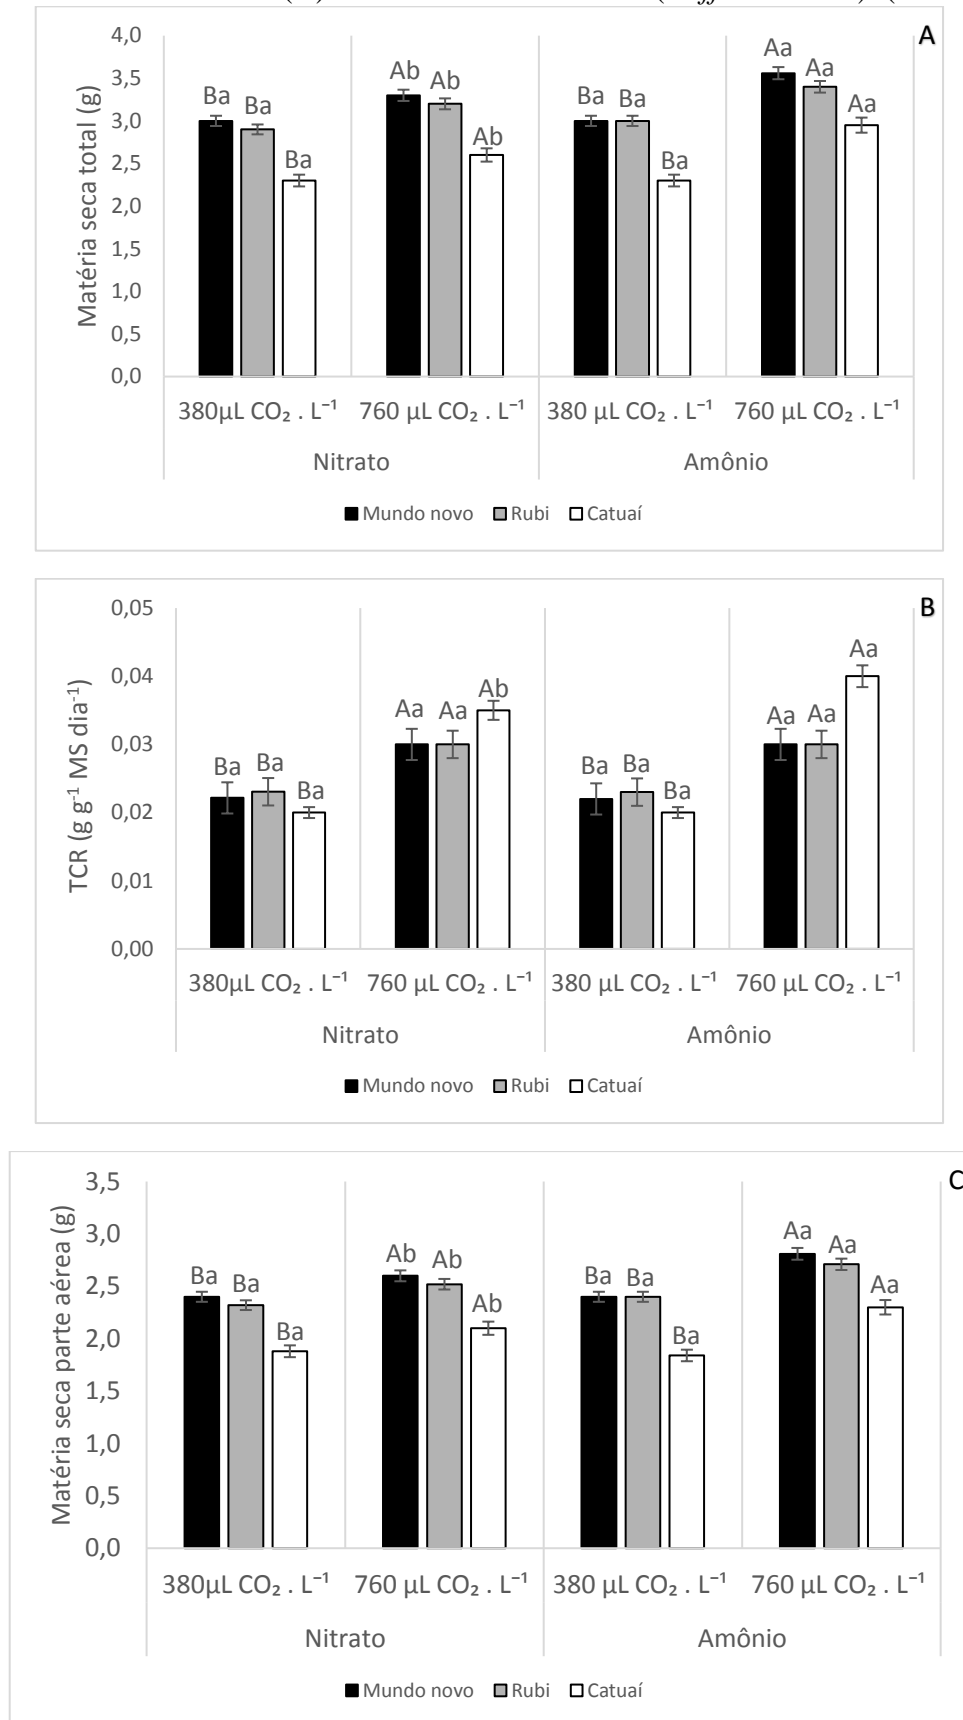 A
Matéria seca total (g)
4,0
3,5
3,0
2,5
2,0
1,5
1,0
0,5
0,0
Ba Ba Ba Ab Ab Ab Ba Ba Ba Aa Aa Aa
380µL CO₂ . L⁻¹ 760 µL CO₂ . L⁻¹ 380 µL CO₂ . L⁻¹ 760 µL CO₂ . L⁻¹
Nitrato Amônio
Mundo novo Rubi Catuaí
B
TCR (g g⁻¹ MS dia⁻¹)
0,05
0,04
0,03
0,02
0,01
0,00
Ba Ba Ba Aa Aa Ab Ba Ba Ba Aa Aa Aa
380µL CO₂ . L⁻¹ 760 µL CO₂ . L⁻¹ 380 µL CO₂ . L⁻¹ 760 µL CO₂ . L⁻¹
Nitrato Amônio
Mundo novo Rubi Catuaí
C
Matéria seca parte aérea (g)
3,5
3,0
2,5
2,0
1,5
1,0
0,5
0,0
Ba Ba Ba Ab Ab Ab Ba Ba Ba Aa Aa Aa
380µL CO₂ . L⁻¹ 760 µL CO₂ . L⁻¹ 380 µL CO₂ . L⁻¹ 760 µL CO₂ . L⁻¹
Nitrato Amônio
Mundo novo Rubi Catuaí